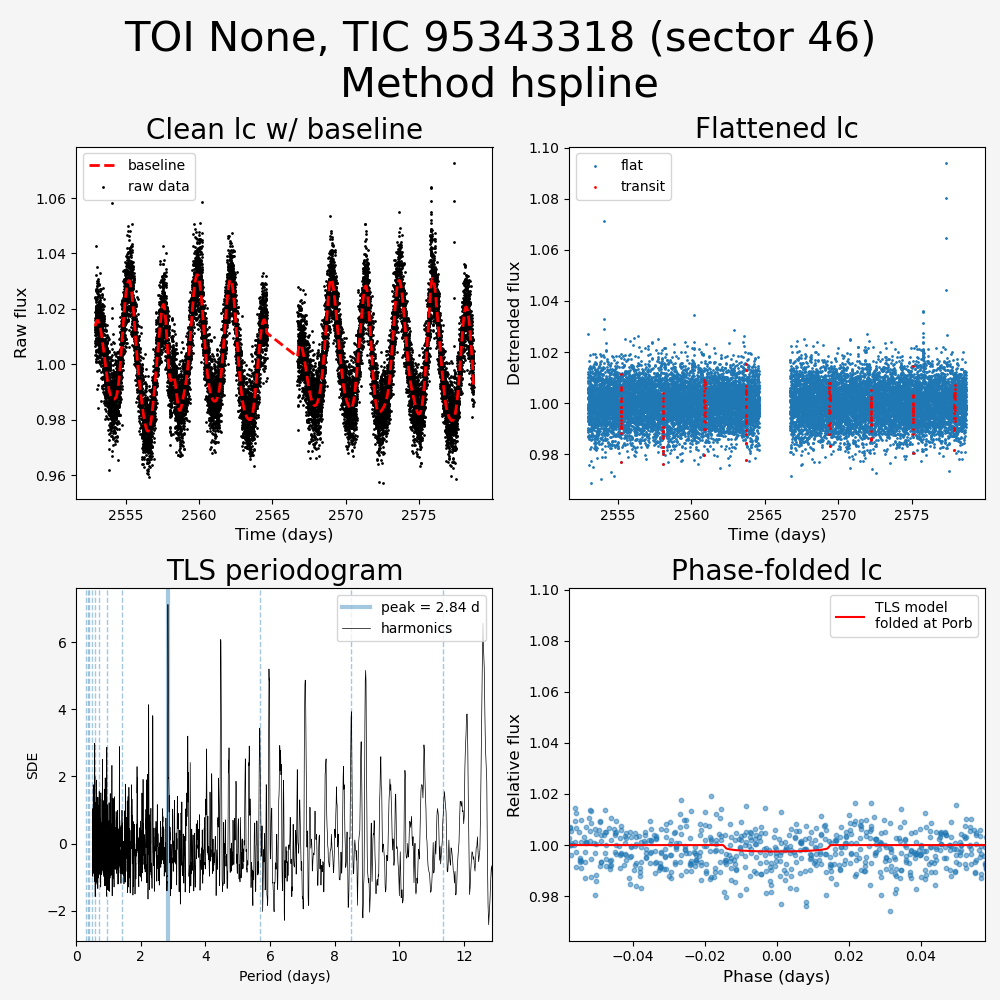 TOI None, TIC 95343318 (sector 46)
Method hspline
Clean lc w/ baseline
baseline
raw data
Raw flux
1.06
1.04
1.02
1.00
0.98
0.96
2555
2560
2565
2570
2575
Time (days)
Flattened lc
flat
transit
Detrended flux
1.10
1.08
1.06
1.04
1.02
1.00
0.98
2555
2560
2565
2570
2575
Time (days)
TLS periodogram
peak = 2.84 d
harmonics
SDE
6
4
2
0
−2
0
2
4
6
8
10
12
Period (days)
Phase-folded lc
TLS model
folded at Porb
Relative flux
1.10
1.08
1.06
1.04
1.02
1.00
0.98
−0.04
−0.02
0.00
0.02
0.04
Phase (days)